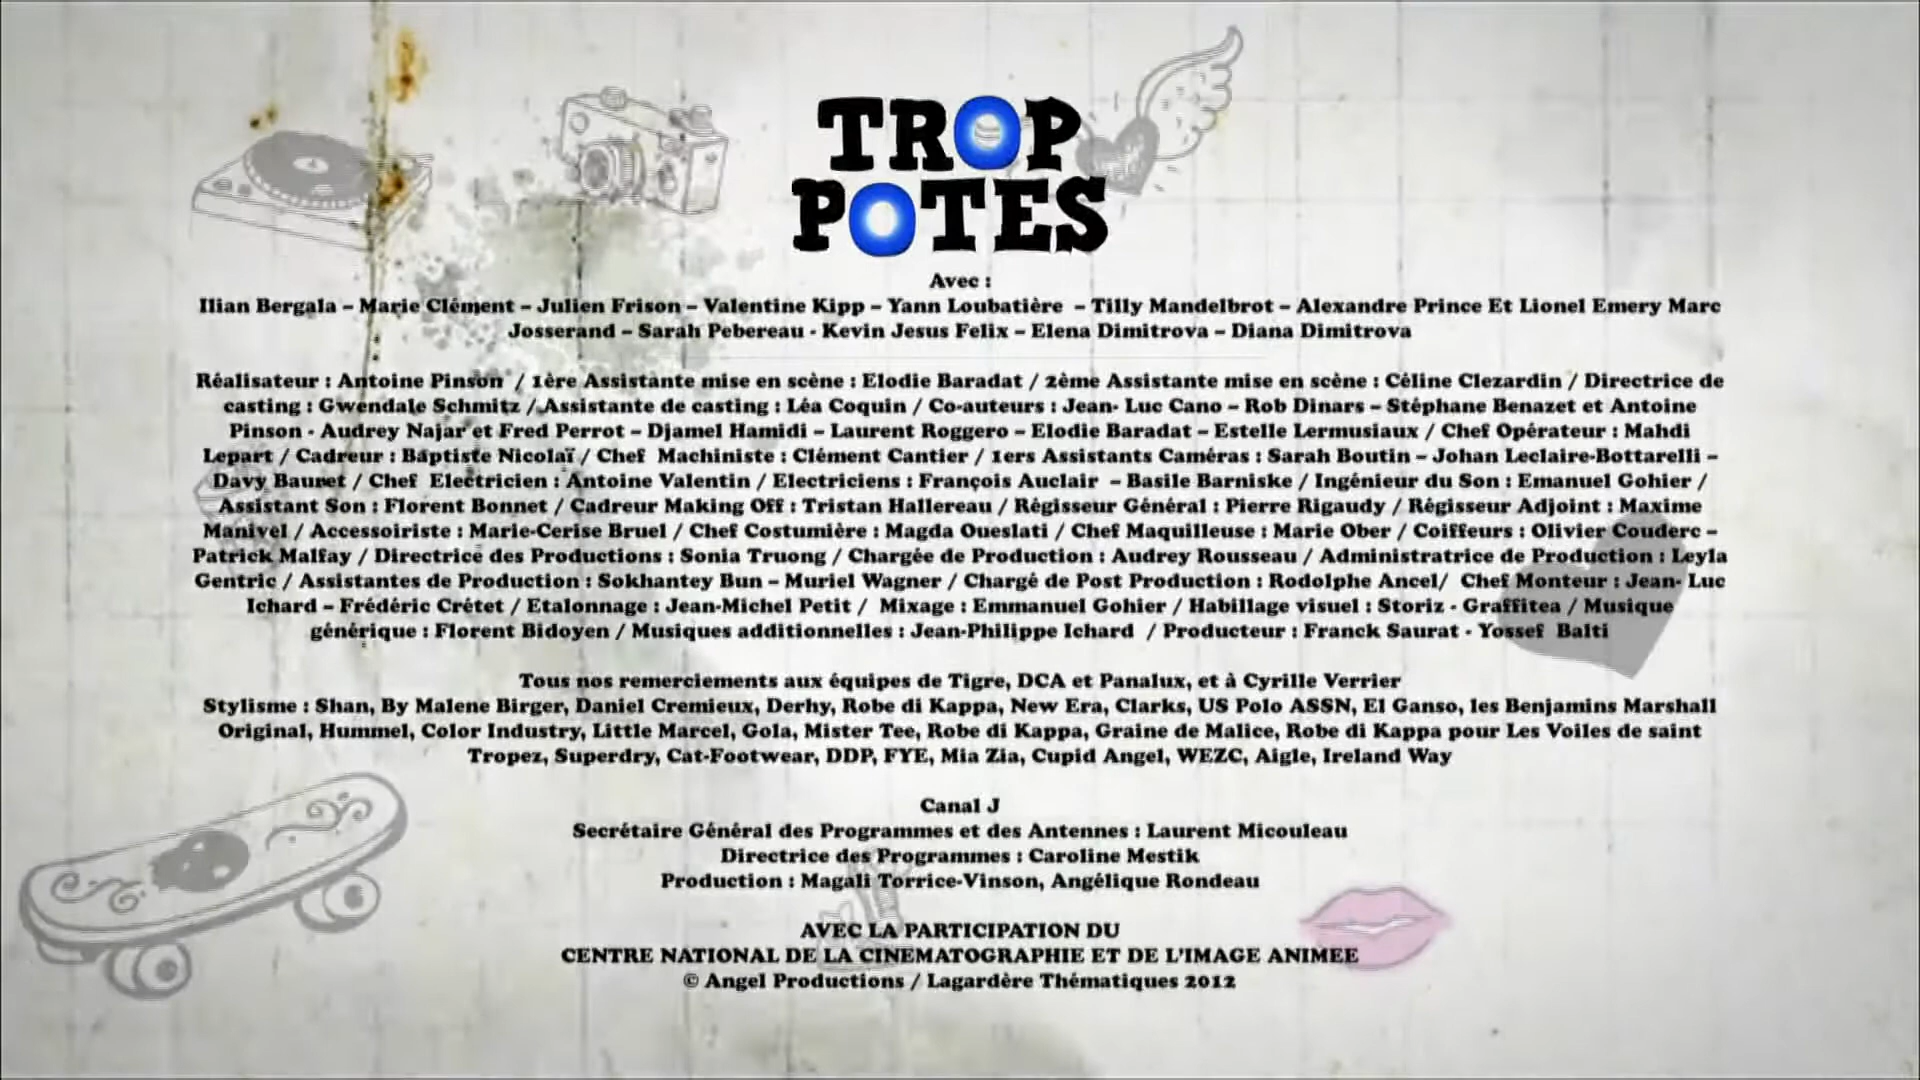 TROP
POTES
Avec :
Ilian Bergala – Marie Clément – Julien Frison – Valentine Kipp – Yann Loubatière – Tilly Mandelbrot – Alexandre Prince Et Lionel Emery Marc
Josserand – Sarah Pebereau - Kevin Jesus Felix – Elena Dimitrova – Diana Dimitrova
Réalisateur : Antoine Pinson / 1ère Assistante mise en scène : Elodie Baradat / 2ème Assistante mise en scène : Céline Clezardin / Directrice de
casting : Gwendale Schmitz / Assistante de casting : Léa Coquin / Co-auteurs : Jean- Luc Cano – Rob Dinars – Stéphane Benazet et Antoine
Pinson - Audrey Najar et Fred Perrot – Djamel Hamidi – Laurent Roggero – Elodie Baradat – Estelle Lermusiaux / Chef Opérateur : Mahdi
Lepart / Cadreur : Baptiste Nicolaï / Chef Machiniste : Clément Cantier / 1ers Assistants Caméras : Sarah Boutin – Johan Leclaire-Bottarelli –
Davy Bauret / Chef Electricien : Antoine Valentin / Electriciens : François Auclair – Basile Barniske / Ingénieur du Son : Emanuel Gohier /
Assistant Son : Florent Bonnet / Cadreur Making Off : Tristan Hallereau / Régisseur Général : Pierre Rigaudy / Régisseur Adjoint : Maxime
Manivel / Accessoiriste : Marie-Cerise Bruel / Chef Costumière : Magda Oueslati / Chef Maquilleuse : Marie Ober / Coiffeurs : Olivier Couderc –
Patrick Malfay / Directrice des Productions : Sonia Truong / Chargée de Production : Audrey Rousseau / Administratrice de Production : Leyla
Gentric / Assistantes de Production : Sokhantey Bun – Muriel Wagner / Chargé de Post Production : Rodolphe Ancel/ Chef Monteur : Jean- Luc
Ichard – Frédéric Crétet / Etalonnage : Jean-Michel Petit / Mixage : Emmanuel Gohier / Habillage visuel : Storiz - Graffitea / Musique
générique : Florent Bidoyen / Musiques additionnelles : Jean-Philippe Ichard / Producteur : Franck Saurat - Yossef Balti
Tous nos remerciements aux équipes de Tigre, DCA et Panalux, et à Cyrille Verrier
Stylisme : Shan, By Malene Birger, Daniel Cremieux, Derhy, Robe di Kappa, New Era, Clarks, US Polo ASSN, El Ganso, les Benjamins Marshall
Original, Hummel, Color Industry, Little Marcel, Gola, Mister Tee, Robe di Kappa, Graine de Malice, Robe di Kappa pour Les Voiles de saint
Tropez, Superdry, Cat-Footwear, DDP, FYE, Mia Zia, Cupid Angel, WEZC, Aigle, Ireland Way
Canal J
Secrétaire Général des Programmes et des Antennes : Laurent Micouleau
Directrice des Programmes : Caroline Mestik
Production : Magali Torrice-Vinson, Angélique Rondeau
AVEC LA PARTICIPATION DU
CENTRE NATIONAL DE LA CINEMATOGRAPHIE ET DE L'IMAGE ANIMEE
© Angel Productions / Lagardère Thématiques 2012